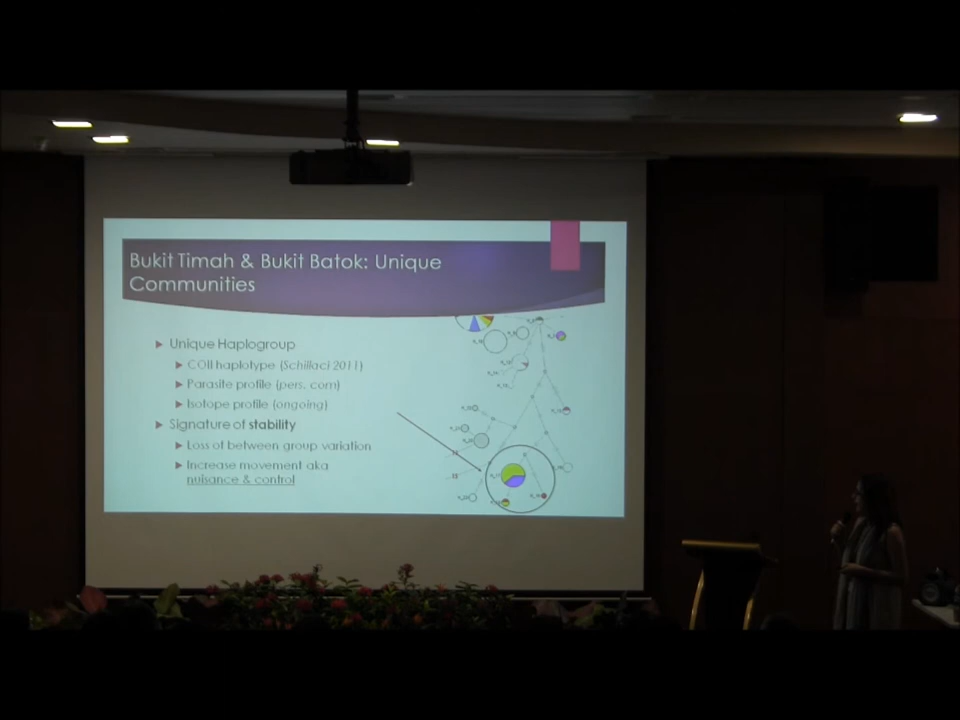 Bukit Timah & Bukit Batok: Unique
Communities
Unique Haplogroup
COII haplotype (Schillaci 2011)
Parasite profile (pers. com)
Isotope profile (ongoing)
Signature of stability
Loss of between group variation
Increase movement aka
nuisance & control